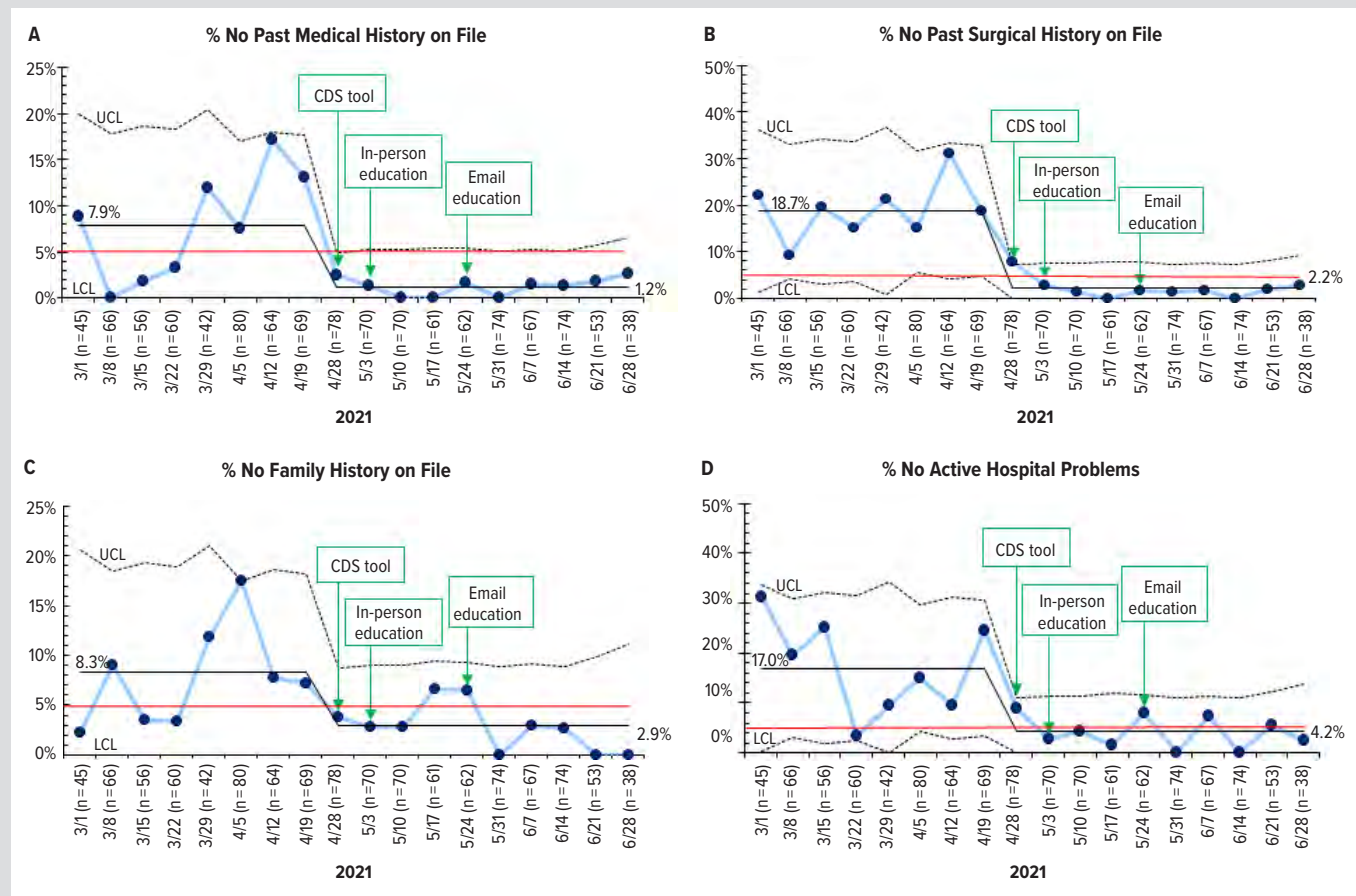 A
% No Past Medical History on File
25%
20%
15%
10%
5%
0%
UCL
7.9%
LCL
CDS tool
In-person
education
Email
education
1.2%
3/1 (n = 45)
3/8 (n = 66)
3/15 (n = 56)
3/22 (n = 60)
3/29 (n = 42)
4/5 (n = 80)
4/12 (n = 64)
4/19 (n = 69)
4/28 (n = 78)
5/3 (n = 70)
5/10 (n = 70)
5/17 (n = 61)
5/24 (n = 62)
5/31 (n = 74)
6/7 (n = 67)
6/14 (n = 74)
6/21 (n = 53)
6/28 (n = 38)
2021
B
% No Past Surgical History on File
50%
40%
30%
20%
10%
0%
UCL
18.7%
LCL
CDS tool
In-person
education
Email
education
2.2%
3/1 (n = 45)
3/8 (n = 66)
3/15 (n = 56)
3/22 (n = 60)
3/29 (n = 42)
4/5 (n = 80)
4/12 (n = 64)
4/19 (n = 69)
4/28 (n = 78)
5/3 (n = 70)
5/10 (n = 70)
5/17 (n = 61)
5/24 (n = 62)
5/31 (n = 74)
6/7 (n = 67)
6/14 (n = 74)
6/21 (n = 53)
6/28 (n = 38)
2021
C
% No Family History on File
25%
20%
15%
10%
5%
0%
UCL
8.3%
LCL
CDS tool
In-person
education
Email
education
2.9%
3/1 (n = 45)
3/8 (n = 66)
3/15 (n = 56)
3/22 (n = 60)
3/29 (n = 42)
4/5 (n = 80)
4/12 (n = 64)
4/19 (n = 69)
4/28 (n = 78)
5/3 (n = 70)
5/10 (n = 70)
5/17 (n = 61)
5/24 (n = 62)
5/31 (n = 74)
6/7 (n = 67)
6/14 (n = 74)
6/21 (n = 53)
6/28 (n = 38)
2021
D
% No Active Hospital Problems
50%
40%
30%
20%
10%
0%
UCL
17.0%
LCL
CDS tool
In-person
education
Email
education
4.2%
3/1 (n = 45)
3/8 (n = 66)
3/15 (n = 56)
3/22 (n = 60)
3/29 (n = 42)
4/5 (n = 80)
4/12 (n = 64)
4/19 (n = 69)
4/28 (n = 78)
5/3 (n = 70)
5/10 (n = 70)
5/17 (n = 61)
5/24 (n = 62)
5/31 (n = 74)
6/7 (n = 67)
6/14 (n = 74)
6/21 (n = 53)
6/28 (n = 38)
2021